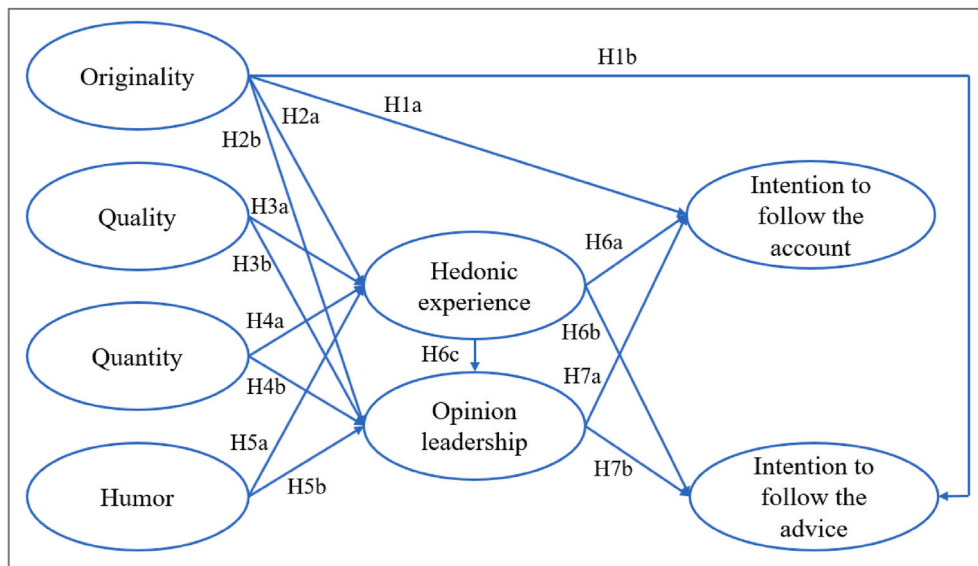 H1b
Originality
H1a
H2a
H2b
Quality
H3a
H3b
Intention to
follow the
account
H6a
Hedonic
experience
H4a
Quantity
H4b
H6c
H6b
H7a
Opinion
leadership
H5a
H5b
Humor
H7b
Intention to
follow the
advice